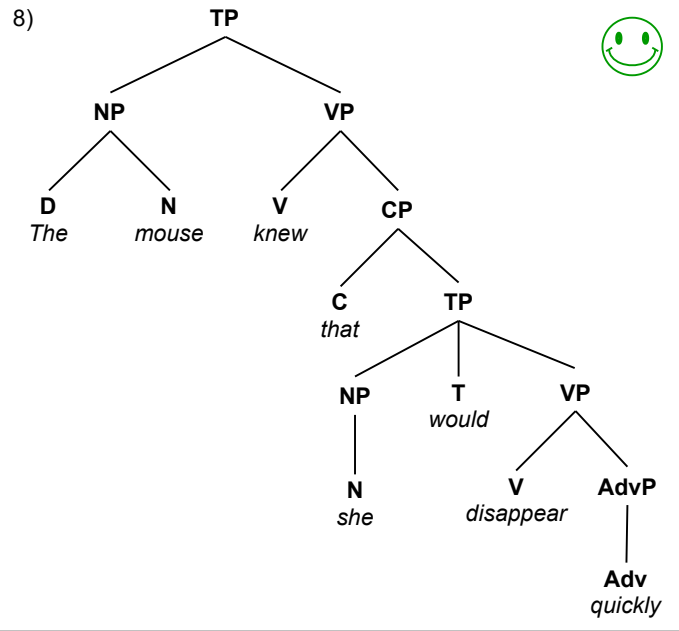 8) TP
NP VP
D N V CP
The mouse knew
C TP
that
NP T VP
would
N V AdvP
she disappear
Adv
quickly